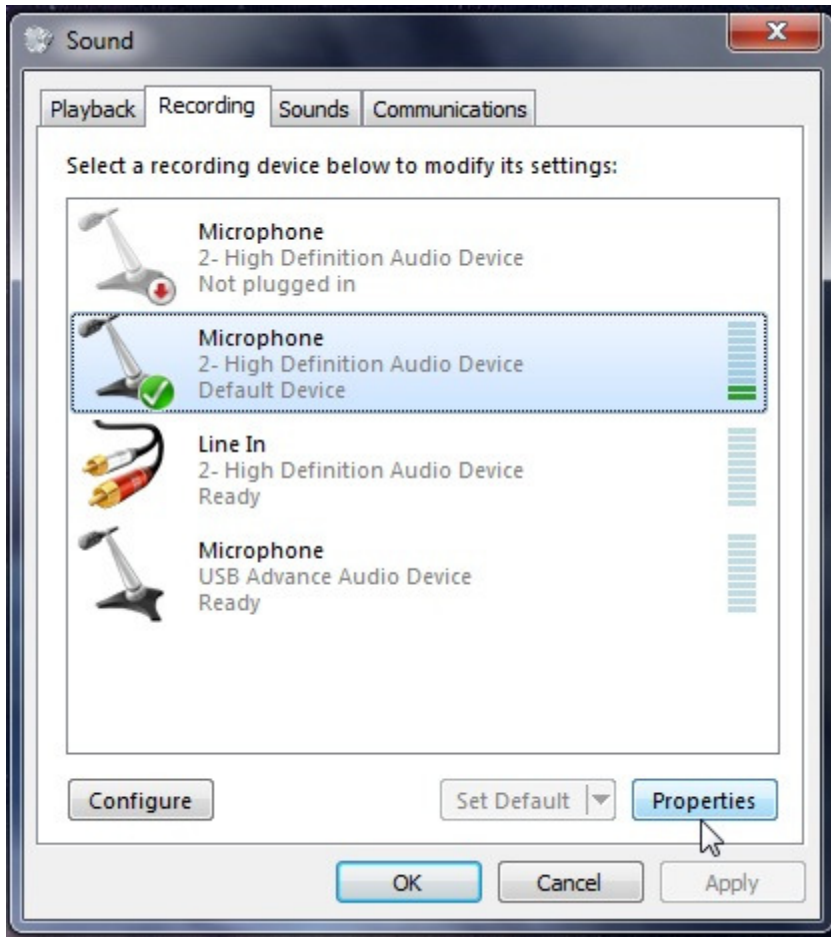 Sound
Playback Recording Sounds Communications
Select a recording device below to modify its settings:
Microphone
2- High Definition Audio Device
Not plugged in
Microphone
2- High Definition Audio Device
Default Device
Line In
2- High Definition Audio Device
Ready
Microphone
USB Advance Audio Device
Ready
Configure Set Default Properties
OK Cancel Apply